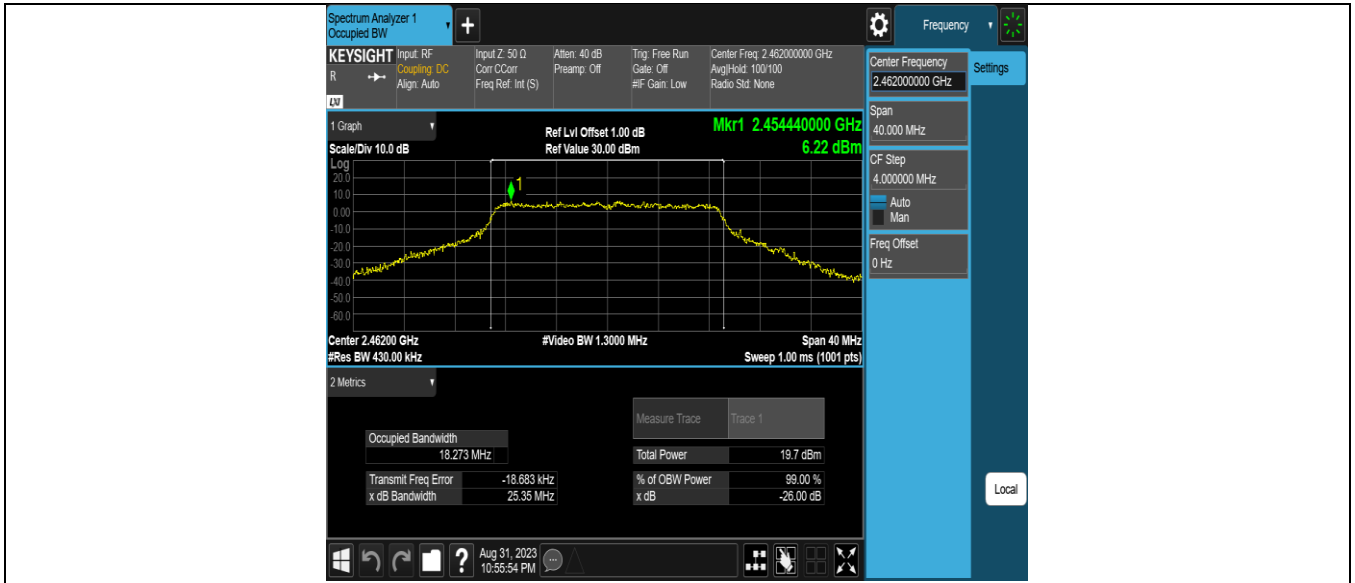 Spectrum Analyzer 1
Occupied BW
+
Frequency
KEYSIGHT
R
LXI
Input: RF
Coupling: DC
Align: Auto
Input Z: 50 Ω
Corr CCorr
Freq Ref: Int (S)
Atten: 40 dB
Preamp: Off
Trig: Free Run
Gate: Off
#IF Gain: Low
Center Freq: 2.462000000 GHz
Avg|Hold: 100/100
Radio Std: None
Center Frequency
2.462000000 GHz
Settings
Span
40.000 MHz
CF Step
4.000000 MHz
Auto
Man
Freq Offset
0 Hz
Local
1 Graph
Scale/Div 10.0 dB
Ref Lvl Offset 1.00 dB
Ref Value 30.00 dBm
Mkr1 2.454440000 GHz
6.22 dBm
Log
20.0
10.0
0.00
-10.0
-20.0
-30.0
-40.0
-50.0
-60.0
1
Center 2.46200 GHz
#Video BW 1.3000 MHz
Span 40 MHz
#Res BW 430.00 kHz
Sweep 1.00 ms (1001 pts)
2 Metrics
Measure Trace Trace 1
Occupied Bandwidth
18.273 MHz
Total Power 19.7 dBm
Transmit Freq Error -18.683 kHz
% of OBW Power 99.00 %
x dB Bandwidth 25.35 MHz
x dB -26.00 dB
?
Aug 31, 2023
10:55:54 PM